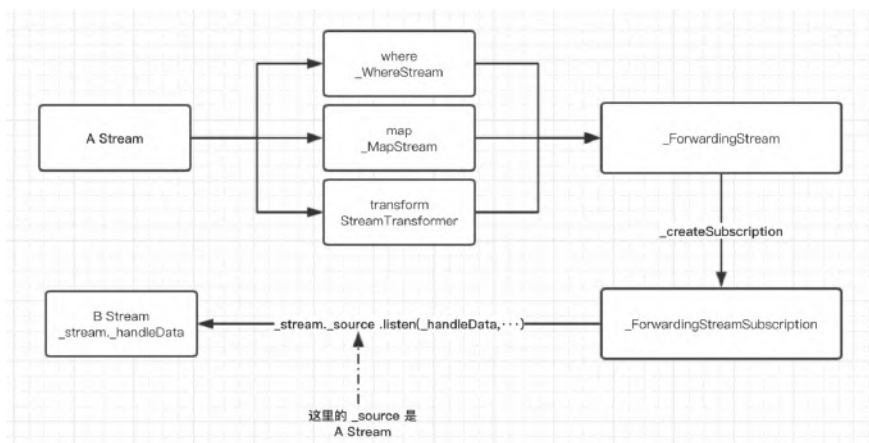 where
_WhereStream
A Stream
map
_MapStream
_ForwardingStream
transform
StreamTransformer
_createSubscription
B Stream
_stream._handleData
_stream._source .listen(_handleData,···)
_ForwardingStreamSubscription
这里的 _source 是
A Stream